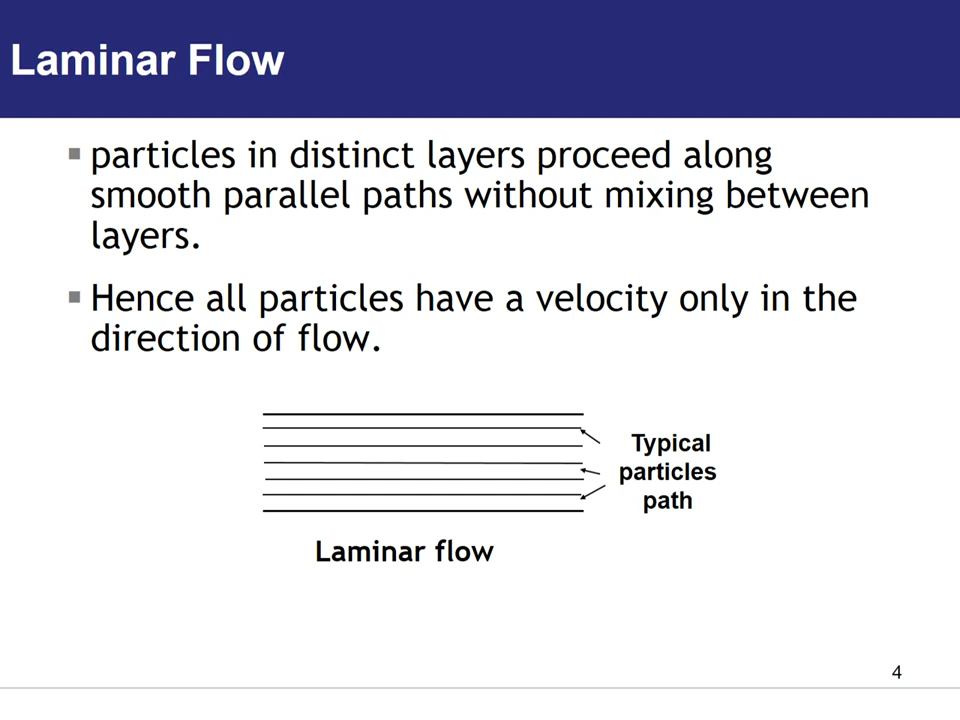 Laminar Flow
▪ particles in distinct layers proceed along
smooth parallel paths without mixing between
layers.
▪ Hence all particles have a velocity only in the
direction of flow.
Typical
particles
path
Laminar flow
4